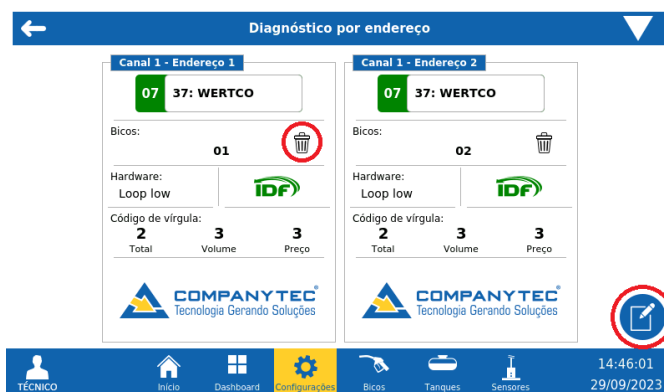 Diagnóstico por endereço
Canal 1 - Endereço 1
07 37: WERTCO
Bicos:
01
Hardware:
Loop low
IDF
Código de vírgula:
2 3 3
Total Volume Preço
COMPANYTEC
Tecnologia Gerando Soluções
Canal 1 - Endereço 2
07 37: WERTCO
Bicos:
02
Hardware:
Loop low
IDF
Código de vírgula:
2 3 3
Total Volume Preço
COMPANYTEC
Tecnologia Gerando Soluções
TÉCNICO Início Dashboard Configurações Bicos Tanques Sensores
14:46:01
29/09/2023